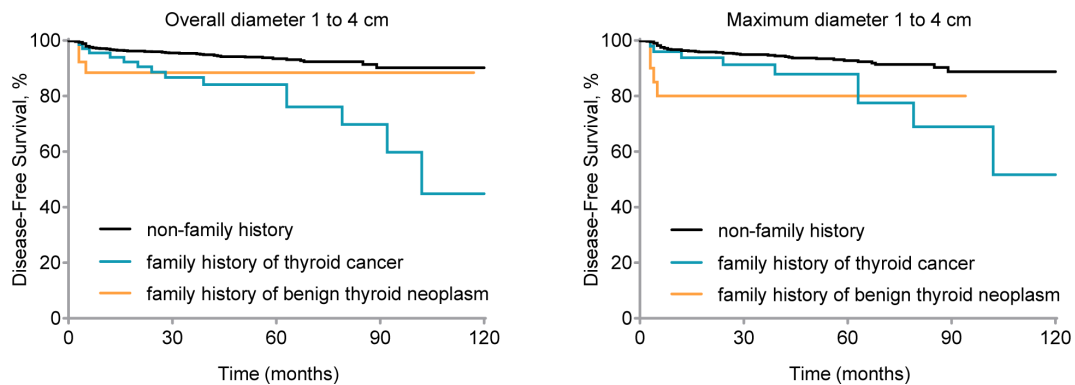 Overall diameter 1 to 4 cm
Disease-Free Survival, %
100
80
60
40
20
0
non-family history
family history of thyroid cancer
family history of benign thyroid neoplasm
0 30 60 90 120
Time (months)
Maximum diameter 1 to 4 cm
Disease-Free Survival, %
100
80
60
40
20
0
non-family history
family history of thyroid cancer
family history of benign thyroid neoplasm
0 30 60 90 120
Time (months)